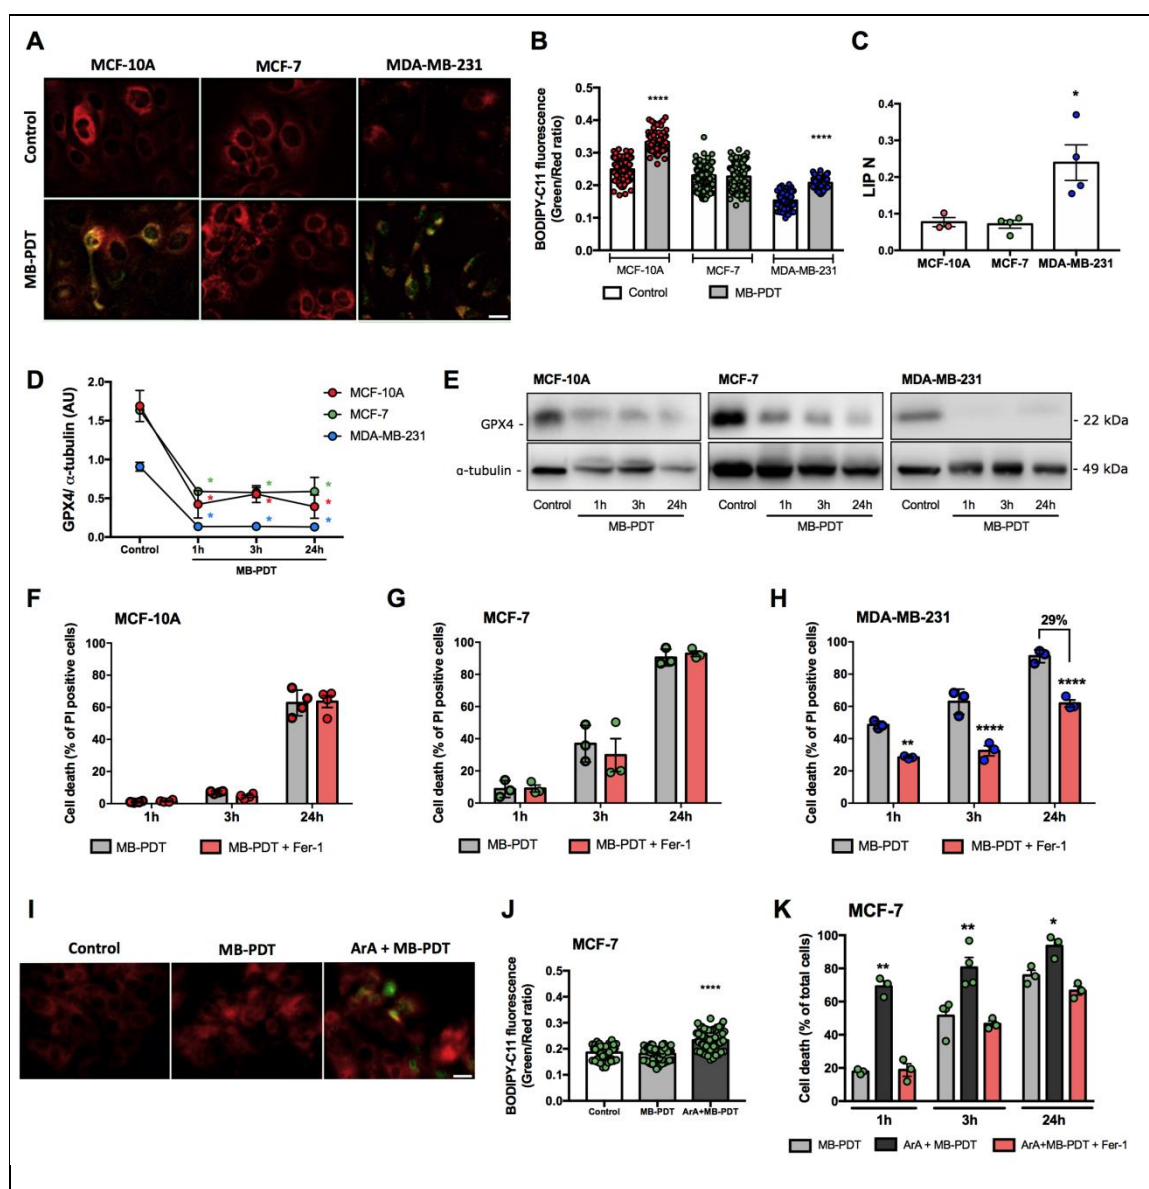 A
MCF-10A MCF-7 MDA-MB-231
Control
MB-PDT
B
BODIPY-C11 fluorescence
(Green/Red ratio)
0.5
0.4
0.3
0.2
0.1
0.0
****
****
MCF-10A MCF-7 MDA-MB-231
Control MB-PDT
C
LIP N
0.4
0.3
0.2
0.1
0.0
*
MCF-10A MCF-7 MDA-MB-231
D
GPX4/ α-tubulin (AU)
2.0
1.5
1.0
0.5
0.0
MCF-10A
MCF-7
MDA-MB-231
* * *
* * *
* * *
Control 1h 3h 24h
MB-PDT
E
MCF-10A MCF-7 MDA-MB-231
GPX4 - - 22 kDa
α-tubulin - - 49 kDa
Control 1h 3h 24h Control 1h 3h 24h Control 1h 3h 24h
MB-PDT MB-PDT MB-PDT
F
MCF-10A
Cell death (% of PI positive cells)
100
80
60
40
20
0
1h 3h 24h
MB-PDT MB-PDT + Fer-1
G
MCF-7
Cell death (% of PI positive cells)
100
80
60
40
20
0
1h 3h 24h
MB-PDT MB-PDT + Fer-1
H
MDA-MB-231
Cell death (% of PI positive cells)
100
80
60
40
20
0
29%
**
****
****
1h 3h 24h
MB-PDT MB-PDT + Fer-1
I
Control MB-PDT ArA + MB-PDT
J
MCF-7
BODIPY-C11 fluorescence
(Green/Red ratio)
0.5
0.4
0.3
0.2
0.1
0.0
****
Control MB-PDT ArA+MB-PDT
K
MCF-7
Cell death (% of total cells)
100
80
60
40
20
0
**
**
*
1h 3h 24h
MB-PDT ArA + MB-PDT ArA+MB-PDT + Fer-1